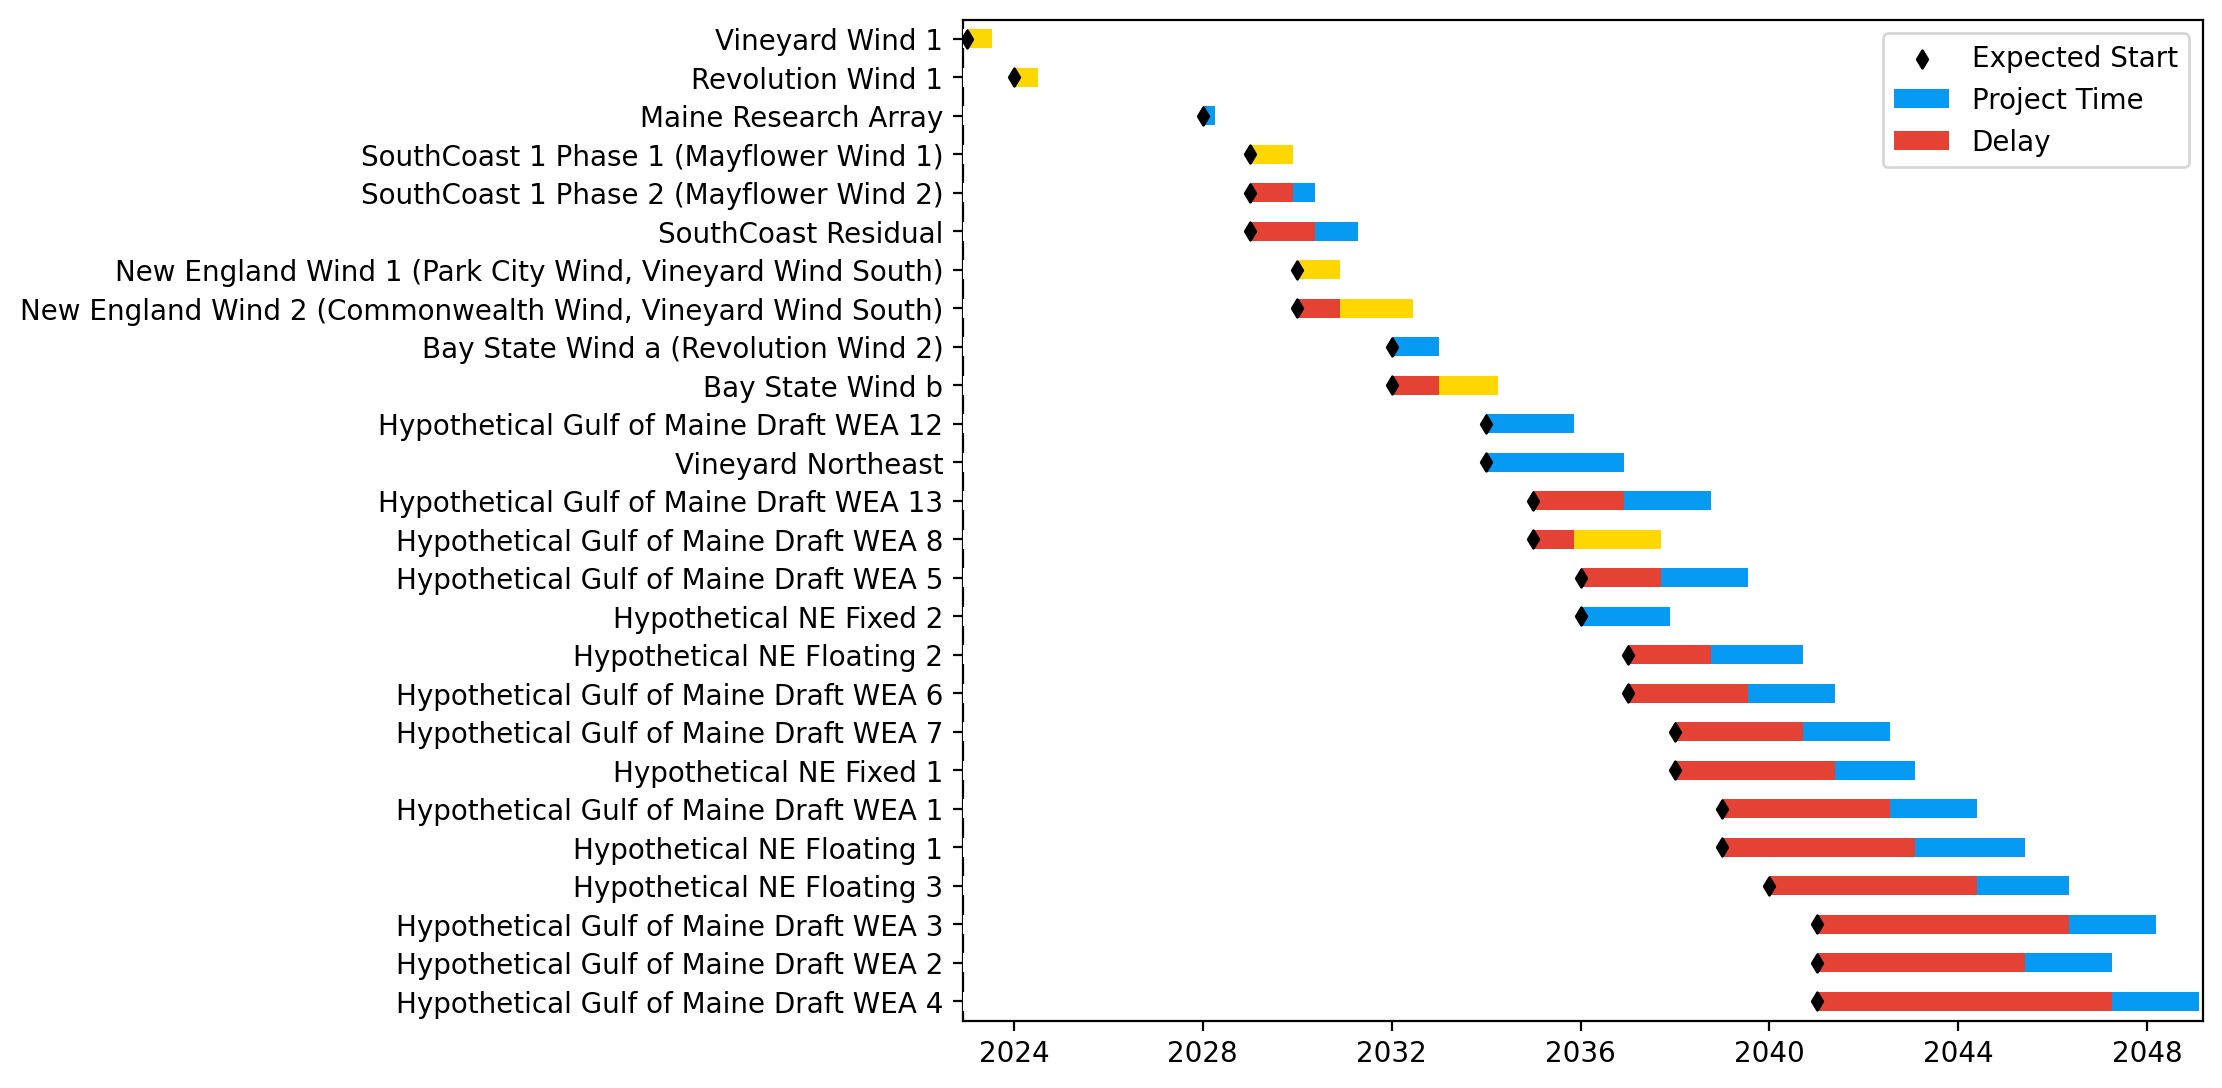 Vineyard Wind 1
Revolution Wind 1
Maine Research Array
SouthCoast 1 Phase 1 (Mayflower Wind 1)
SouthCoast 1 Phase 2 (Mayflower Wind 2)
SouthCoast Residual
New England Wind 1 (Park City Wind, Vineyard Wind South)
New England Wind 2 (Commonwealth Wind, Vineyard Wind South)
Bay State Wind a (Revolution Wind 2)
Bay State Wind b
Hypothetical Gulf of Maine Draft WEA 12
Vineyard Northeast
Hypothetical Gulf of Maine Draft WEA 13
Hypothetical Gulf of Maine Draft WEA 8
Hypothetical Gulf of Maine Draft WEA 5
Hypothetical NE Fixed 2
Hypothetical NE Floating 2
Hypothetical Gulf of Maine Draft WEA 6
Hypothetical Gulf of Maine Draft WEA 7
Hypothetical NE Fixed 1
Hypothetical Gulf of Maine Draft WEA 1
Hypothetical NE Floating 1
Hypothetical NE Floating 3
Hypothetical Gulf of Maine Draft WEA 3
Hypothetical Gulf of Maine Draft WEA 2
Hypothetical Gulf of Maine Draft WEA 4
Expected Start
Project Time
Delay
2024 2028 2032 2036 2040 2044 2048